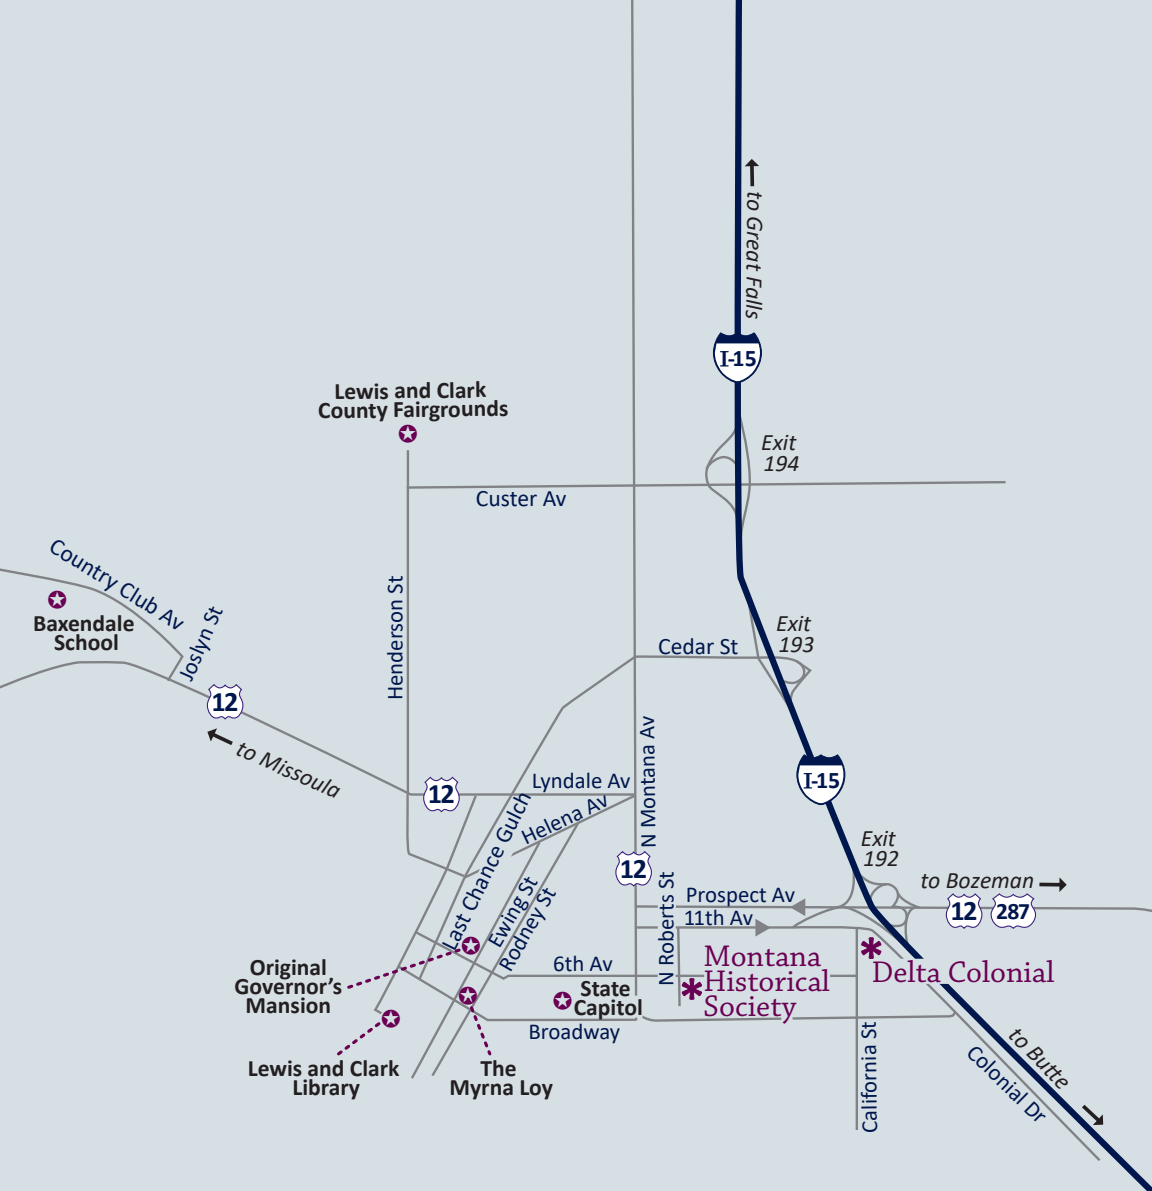 to Great Falls
I-15
Lewis and Clark
County Fairgrounds
Exit
194
Custer Av
Country Club Av
Baxendale
School
Joslyn St
Henderson St
Exit
193
Cedar St
12
to Missoula
12
Lyndale Av
N Montana Av
I-15
Last Chance Gulch
Helena Av
Exit
192
12
to Bozeman
Prospect Av
12
287
11th Av
N Roberts St
Ewing St
Rodney St
6th Av
Montana
Historical
Society
Delta Colonial
Original
Governor's
Mansion
State
Capitol
Broadway
California St
to Butte
Colonial Dr
Lewis and Clark
Library
The
Myrna Loy